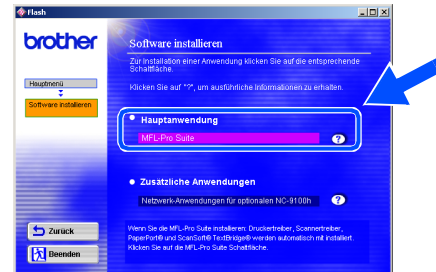 Flash
brother
Software installieren
Zur Installation einer Anwendung klicken Sie auf die entsprechende
Schaltfläche.
Klicken Sie auf "?", um ausführliche Informationen zu erhalten.
Hauptmenü
Software installieren
Hauptanwendung
MFL-Pro Suite
?
Zusätzliche Anwendungen
Netzwerk-Anwendungen für optionalen NC-9100h
?
Zurück
Beenden
Wenn Sie die MFL-Pro Suite installieren: Druckertreiber, Scannertreiber,
PaperPort® und ScanSoft® TextBridge® werden automatisch mit installiert.
Klicken Sie auf die MFL-Pro Suite Schaltfläche.